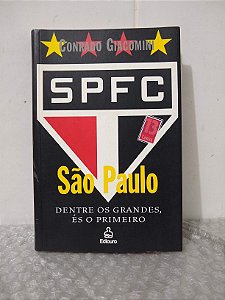 CONRADO GIACOMINI
SPFC
São Paulo
DENTRE OS GRANDES,
ÉS O PRIMEIRO
Ediouro